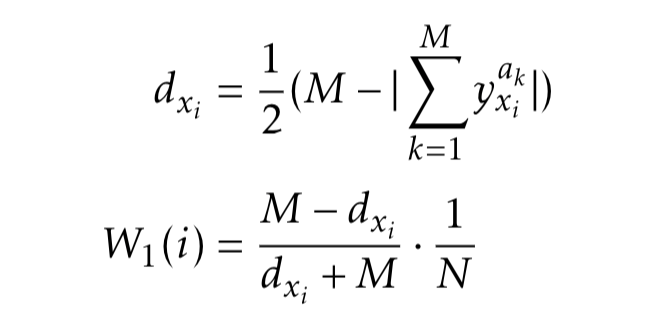 $d_{x_i} = \frac{1}{2}(M - |\sum_{k=1}^{M} y_{x_i}^{a_k}|)$
$W_1(i) = \frac{M - d_{x_i}}{d_{x_i} + M} \cdot \frac{1}{N}$